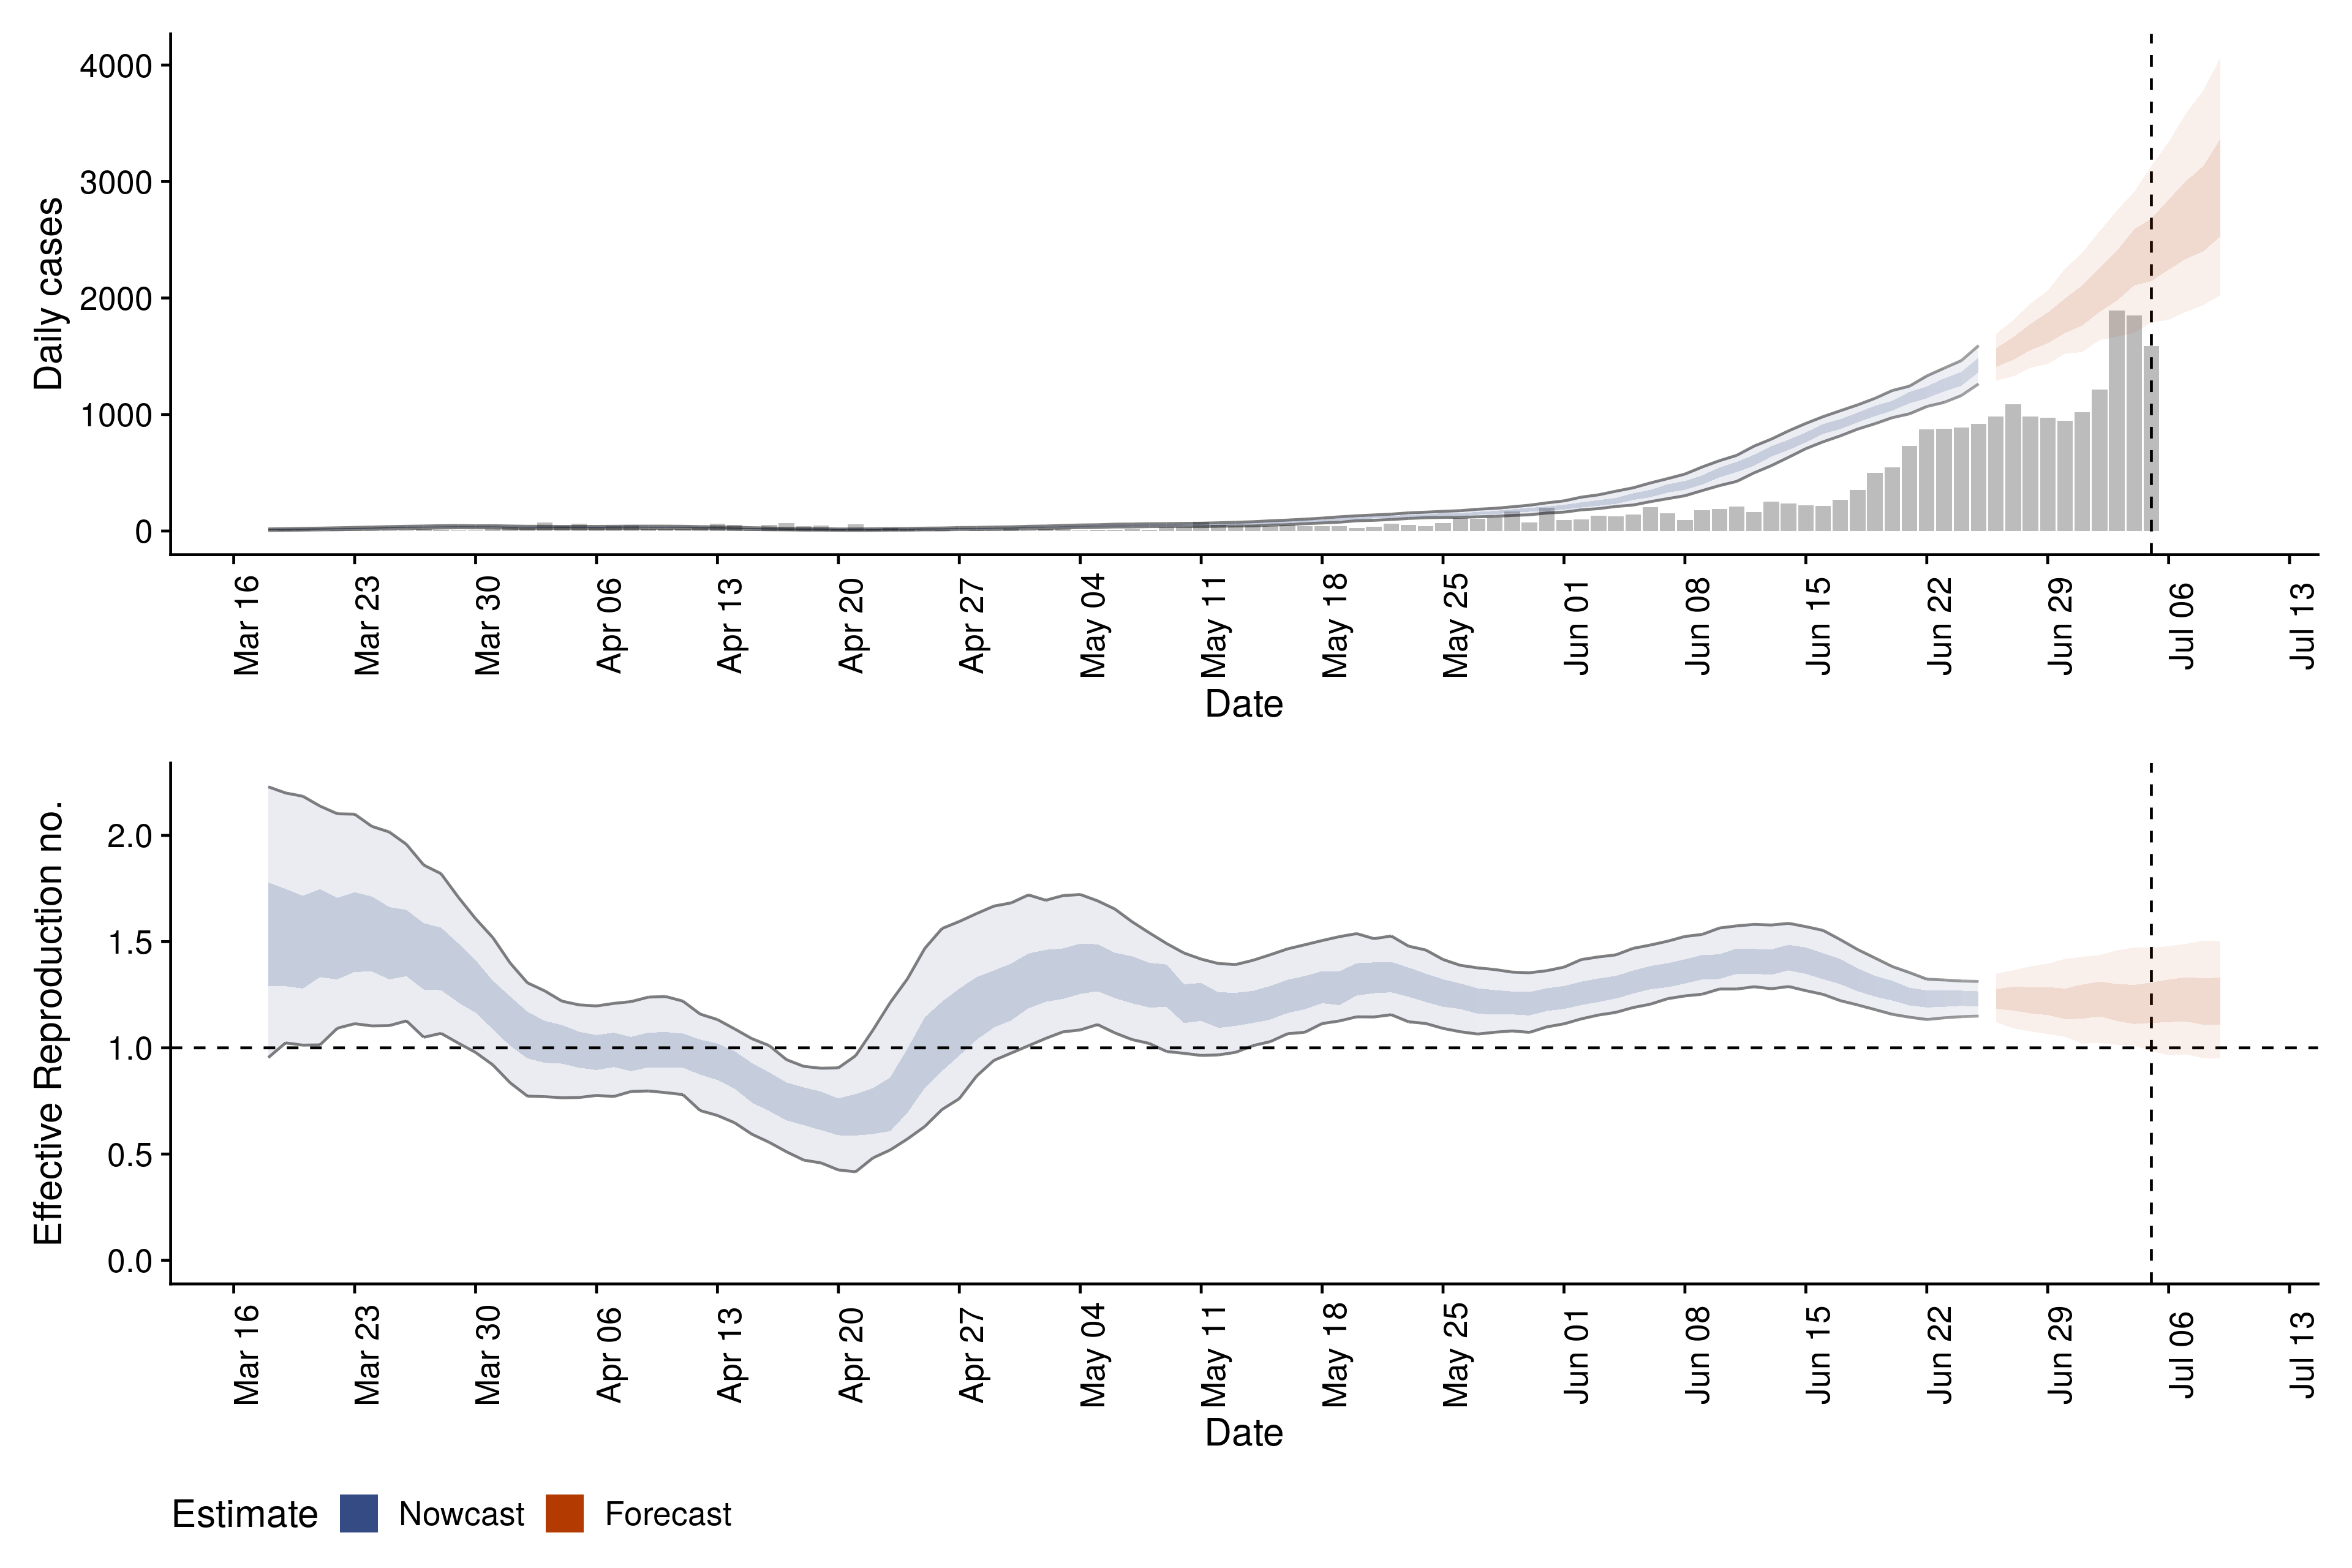 Daily cases
4000
3000
2000
1000
0
Mar 16
Mar 23
Mar 30
Apr 06
Apr 13
Apr 20
Apr 27
May 04
May 11
May 18
May 25
Jun 01
Jun 08
Jun 15
Jun 22
Jun 29
Jul 06
Jul 13
Date
Effective Reproduction no.
2.0
1.5
1.0
0.5
0.0
Mar 16
Mar 23
Mar 30
Apr 06
Apr 13
Apr 20
Apr 27
May 04
May 11
May 18
May 25
Jun 01
Jun 08
Jun 15
Jun 22
Jun 29
Jul 06
Jul 13
Date
Estimate Nowcast Forecast